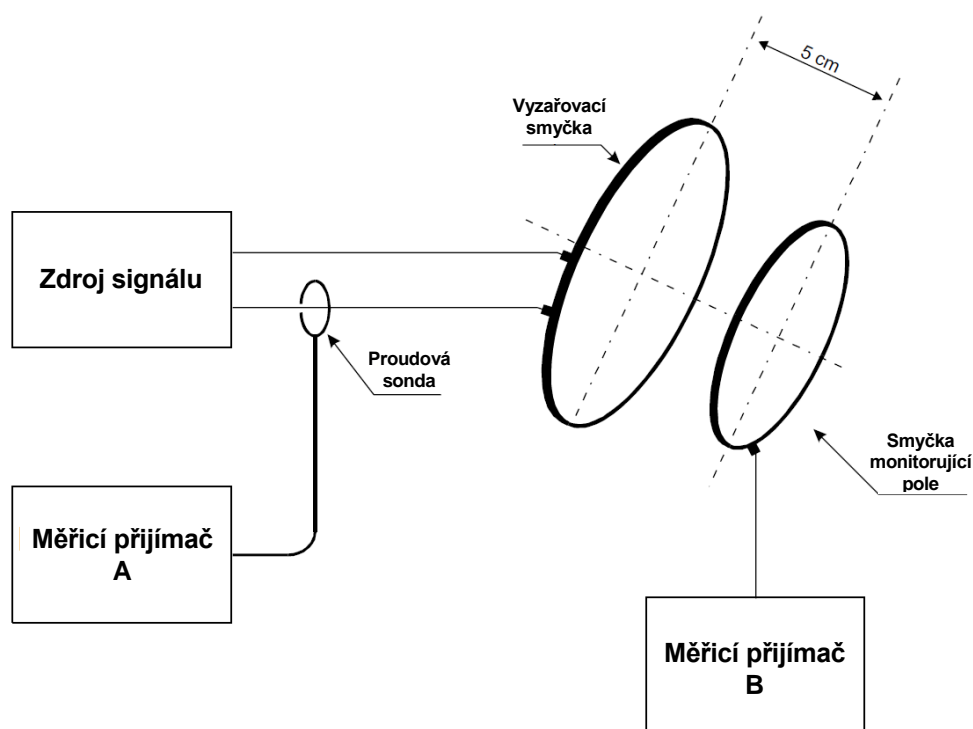 5 cm
Vyzařovací
smyčka
Zdroj signálu
Proudová
sonda
Smyčka
monitorující
pole
Měřicí přijímač
A
Měřicí přijímač
B